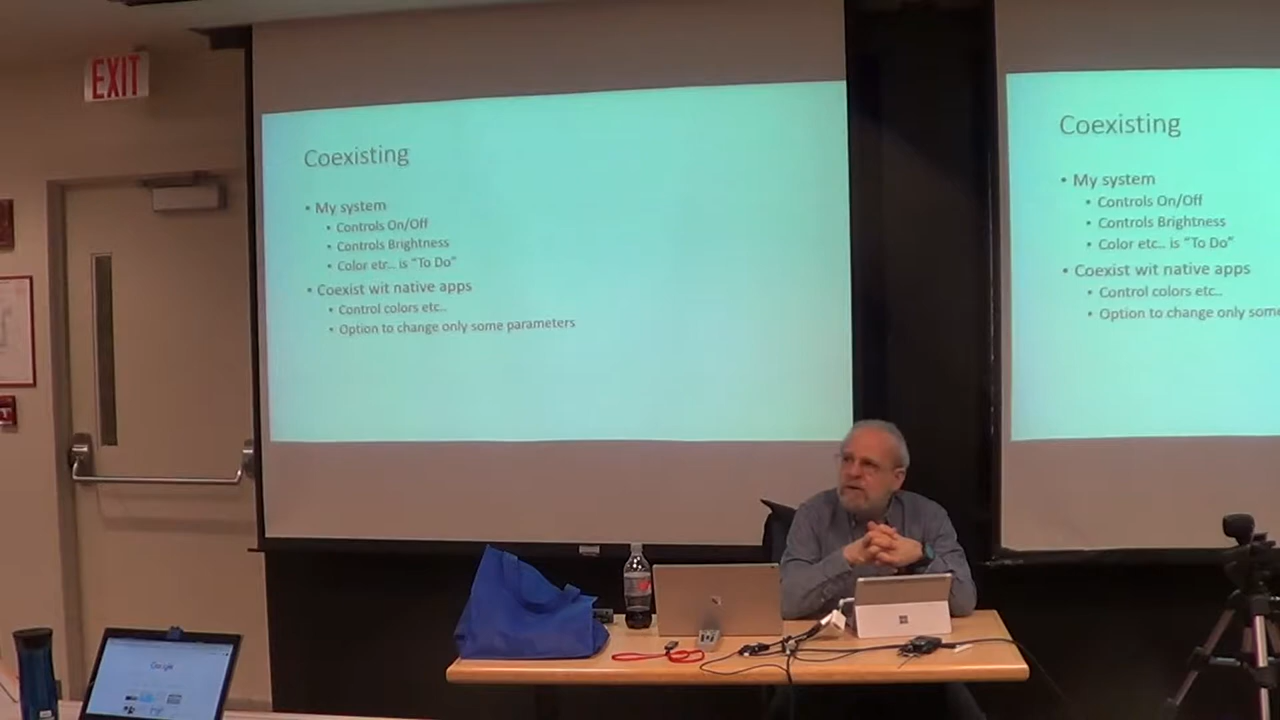 EXIT
Coexisting
• My system
• Controls On/Off
• Controls Brightness
• Color etr.. is "To Do"
• Coexist wit native apps
• Control colors etc..
• Option to change only some parameters
Coexisting
• My system
• Controls On/Off
• Controls Brightness
• Color etc.. is "To Do"
• Coexist wit native apps
• Control colors etc..
• Option to change only some
Google